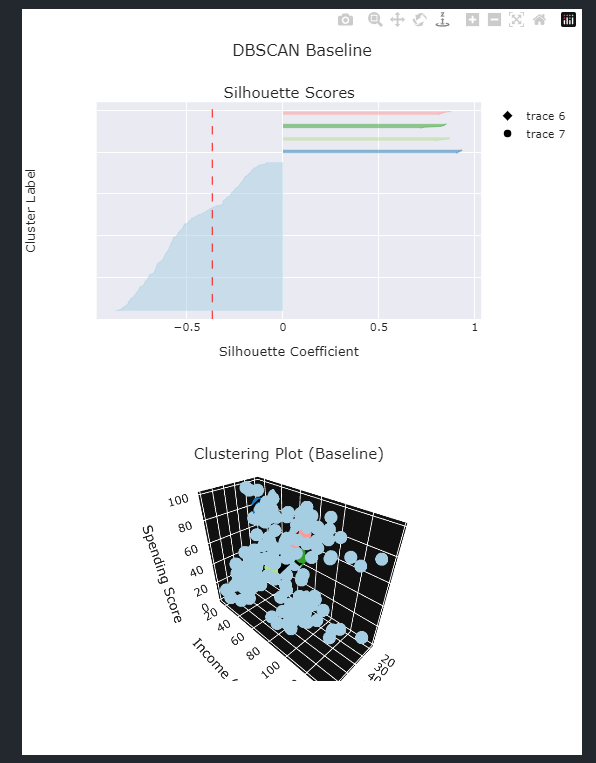 DBSCAN Baseline
Silhouette Scores
trace 6
trace 7
Cluster Label
−0.5
0
0.5
1
Silhouette Coefficient
Clustering Plot (Baseline)
100
80
60
40
20
0
Spending Score
20
40
60
80
100
Income (
20
30
40